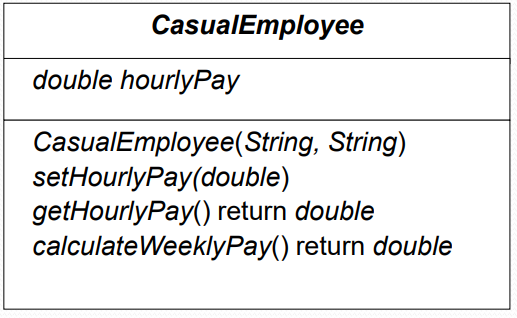 CasualEmployee
double hourlyPay
CasualEmployee(String, String)
setHourlyPay(double)
getHourlyPay() return double
calculateWeeklyPay() return double